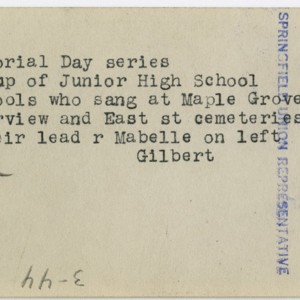 orial Day series
up of Junior High School
ools who sang at Maple Grove
rview and East st cemeteries
eir lead r Mabelle on left
Gilbert
3-44
SPRINGFIELD UNION REPRESENTATIVE